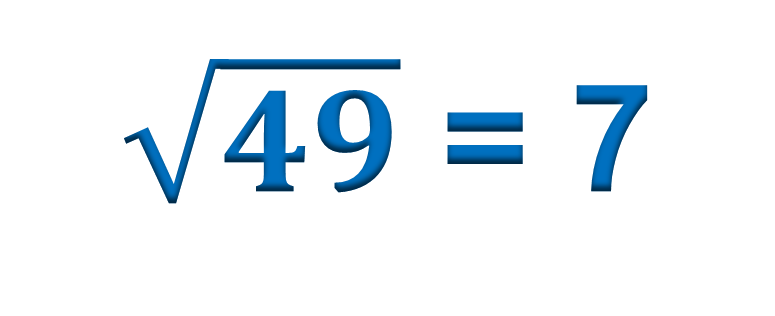 √49 = 7